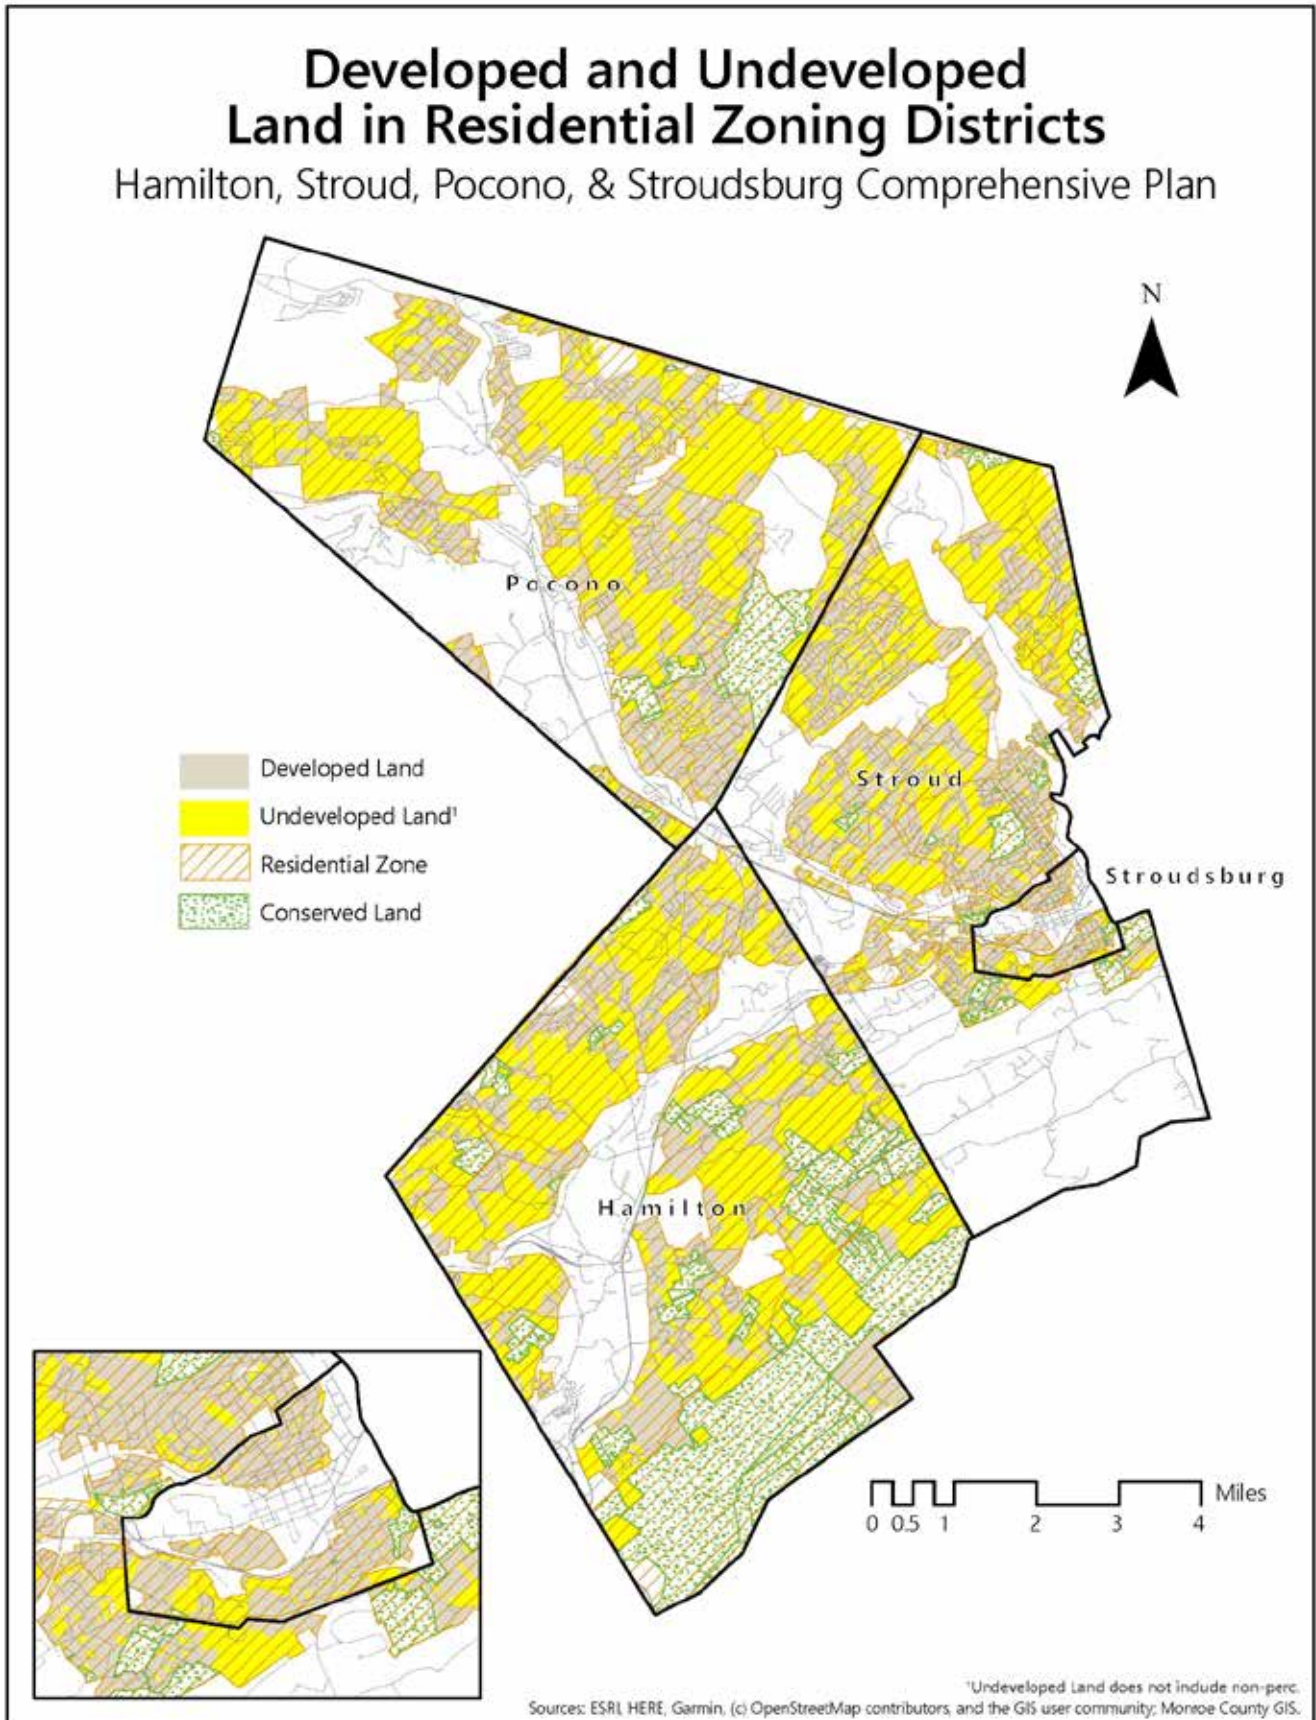 Developed and Undeveloped
Land in Residential Zoning Districts
Hamilton, Stroud, Pocono, & Stroudsburg Comprehensive Plan
N
Pocono
Stroud
Stroudsburg
Developed Land
Undeveloped Land¹
Residential Zone
Conserved Land
Hamilton
Miles
0 0.5 1 2 3 4
¹Undeveloped Land does not include non-perc.
Sources: ESRI, HERE, Garmin, (c) OpenStreetMap contributors, and the GIS user community; Monroe County GIS.